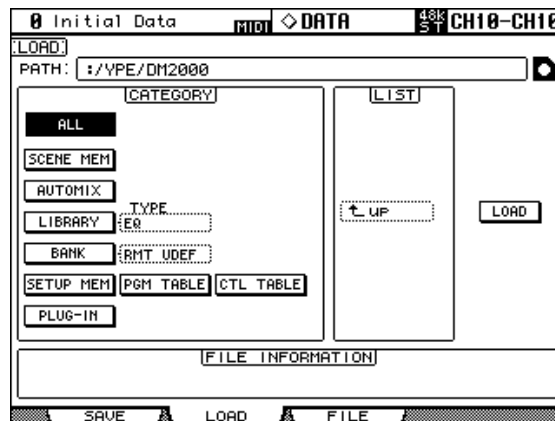 0 Initial Data MIDI ◇DATA 48K ST CH10-CH10
LOAD
PATH: :/YPE/DM2000
CATEGORY LIST
ALL
SCENE MEM
AUTOMIX
TYPE
LIBRARY EQ UP LOAD
BANK RMT UDEF
SETUP MEM PGM TABLE CTL TABLE
PLUG-IN
FILE INFORMATION
SAVE LOAD FILE